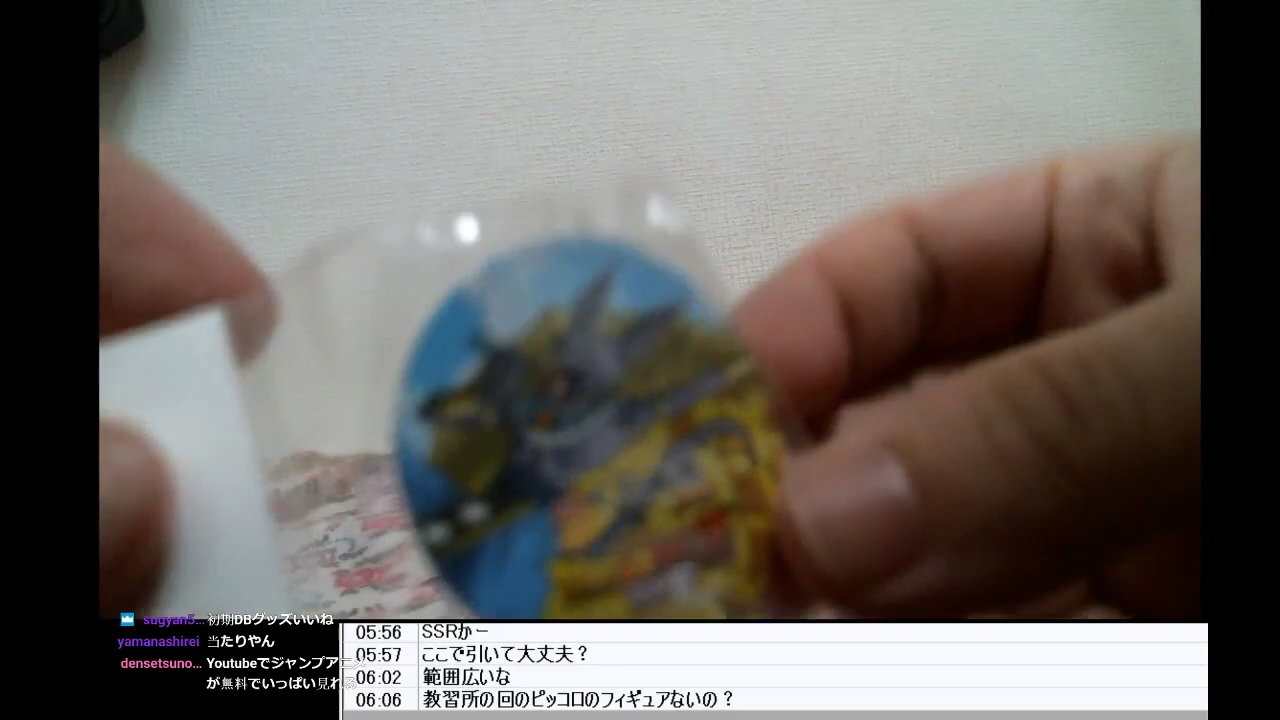 sugyan5... 初期DBグッズいいね
yamanashirei 当たりやん
densetsuno... Youtubeでジャンプアニメ
が無料でいっぱい見れる
05:56 SSRかー
05:57 ここで引いて大丈夫？
06:02 範囲広いな
06:06 教習所の回のピッコロのフィギュアないの？